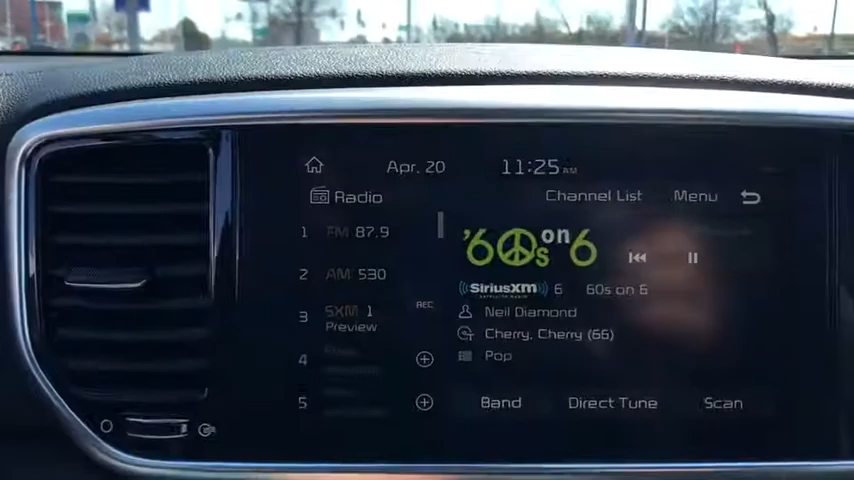 Apr. 20 11:25 AM
Radio Channel List Menu
1 FM 87.9
2 AM 530
3 SXM 1 Preview REC
4
5
'60s on 6
SiriusXM 6 60s on 6
SATELLITE RADIO
Neil Diamond
Cherry, Cherry (66)
Pop
Band Direct Tune Scan